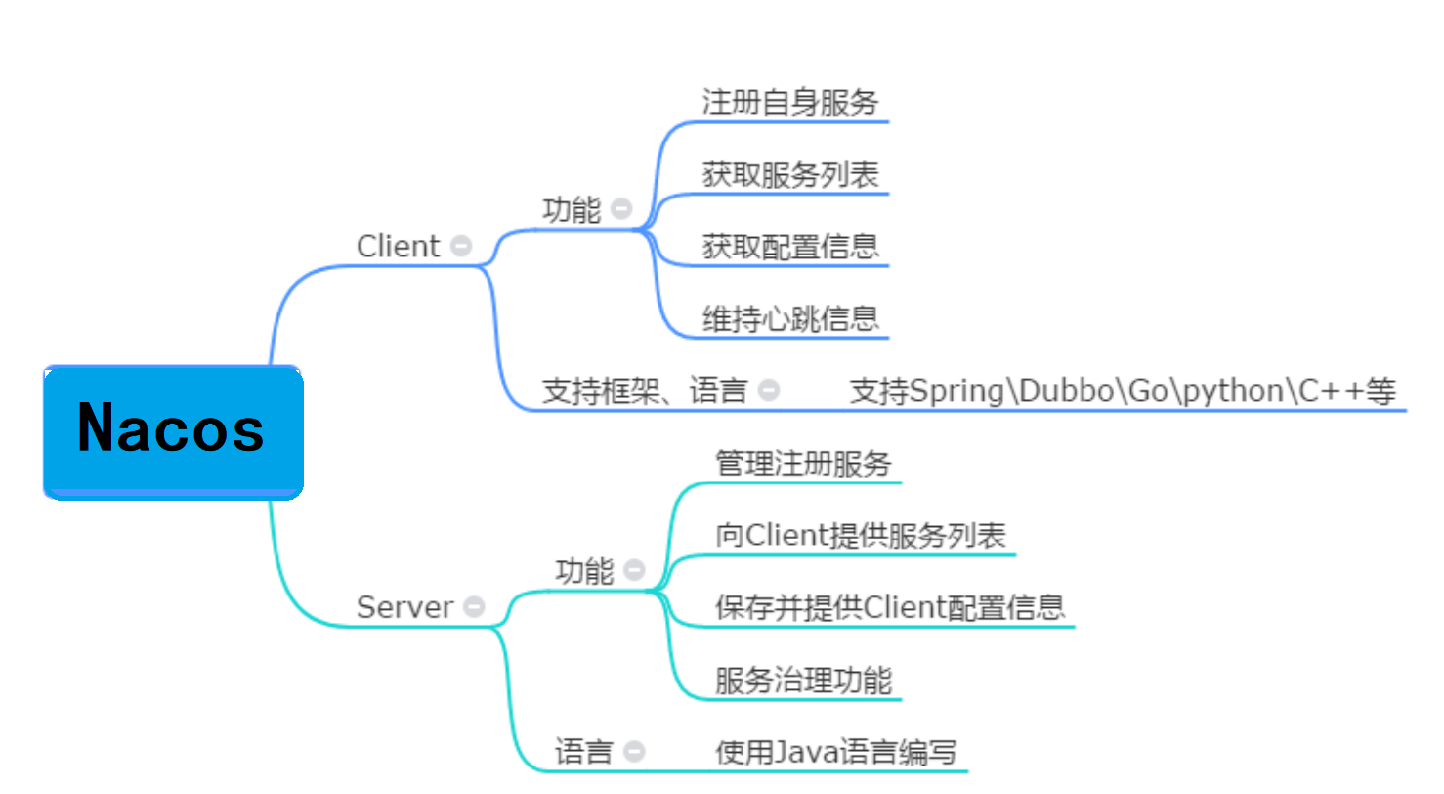 Nacos
Client
功能
注册自身服务
获取服务列表
获取配置信息
维持心跳信息
支持框架、语言
支持Spring\Dubbo\Go\python\C++等
Server
功能
管理注册服务
向Client提供服务列表
保存并提供Client配置信息
服务治理功能
语言
使用Java语言编写